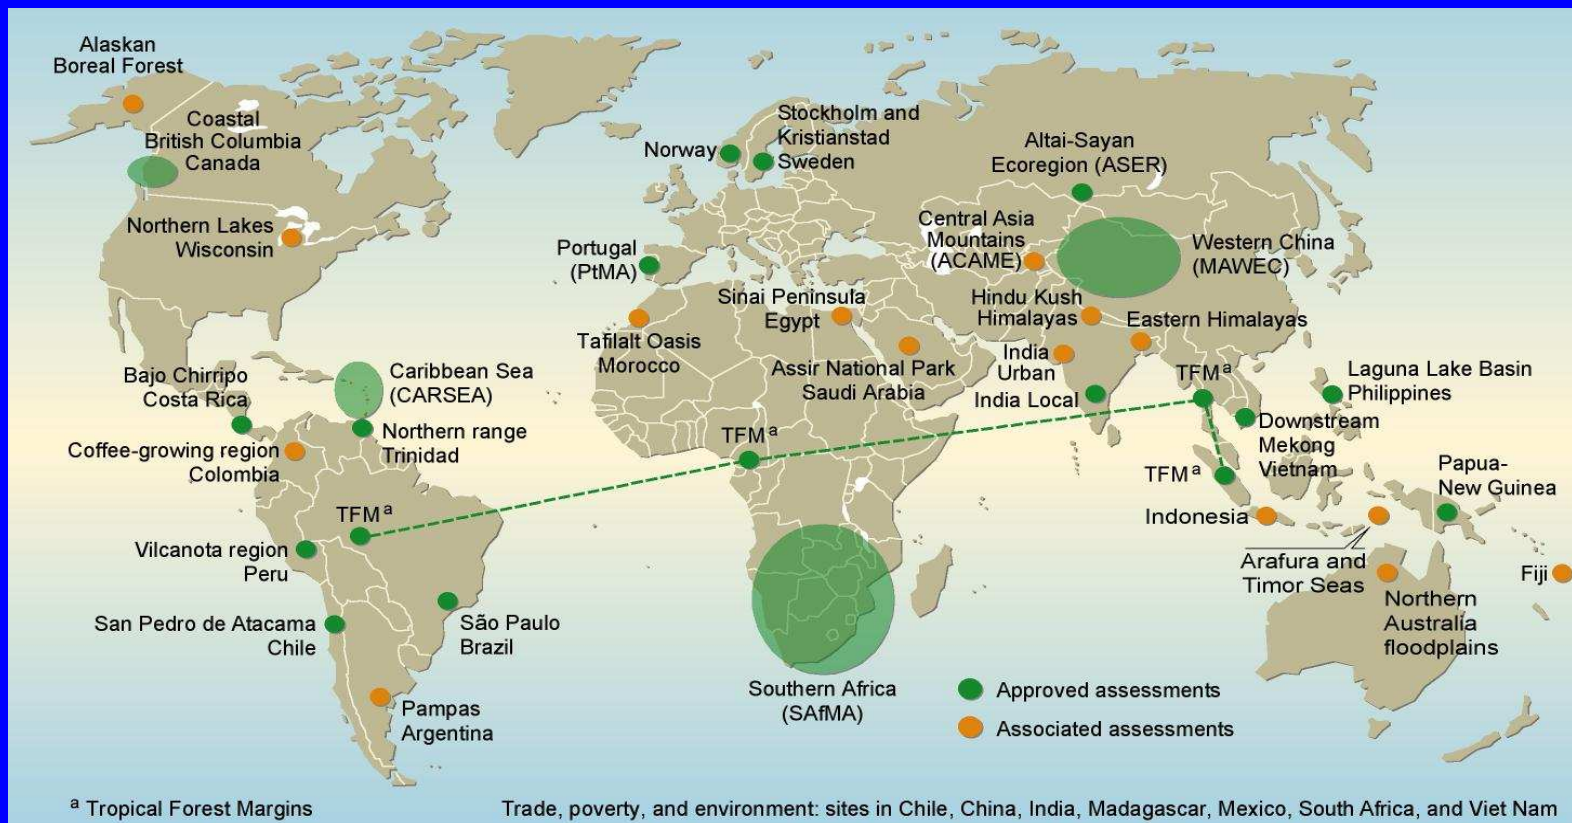 Alaskan
Boreal Forest
Coastal
British Columbia
Canada
Northern Lakes
Wisconsin
Norway
Stockholm and
Kristianstad
Sweden
Altai-Sayan
Ecoregion (ASER)
Portugal
(PtMA)
Central Asia
Mountains
(ACAME)
Western China
(MAWEC)
Sinai Peninsula
Egypt
Hindu Kush
Himalayas
Eastern Himalayas
Tafilalt Oasis
Morocco
Assir National Park
Saudi Arabia
India
Urban
India Local
TFM a
Laguna Lake Basin
Philippines
Bajo Chirripo
Costa Rica
Caribbean Sea
(CARSEA)
Northern range
Trinidad
Coffee-growing region
Colombia
TFM a
Downstream
Mekong
Vietnam
TFM a
Papua-
New Guinea
TFM a
Indonesia
Vilcanota region
Peru
Arafura and
Timor Seas
Fiji
Northern
Australia
floodplains
San Pedro de Atacama
Chile
São Paulo
Brazil
Southern Africa
(SAfMA)
Pampas
Argentina
Approved assessments
Associated assessments
a Tropical Forest Margins
Trade, poverty, and environment: sites in Chile, China, India, Madagascar, Mexico, South Africa, and Viet Nam